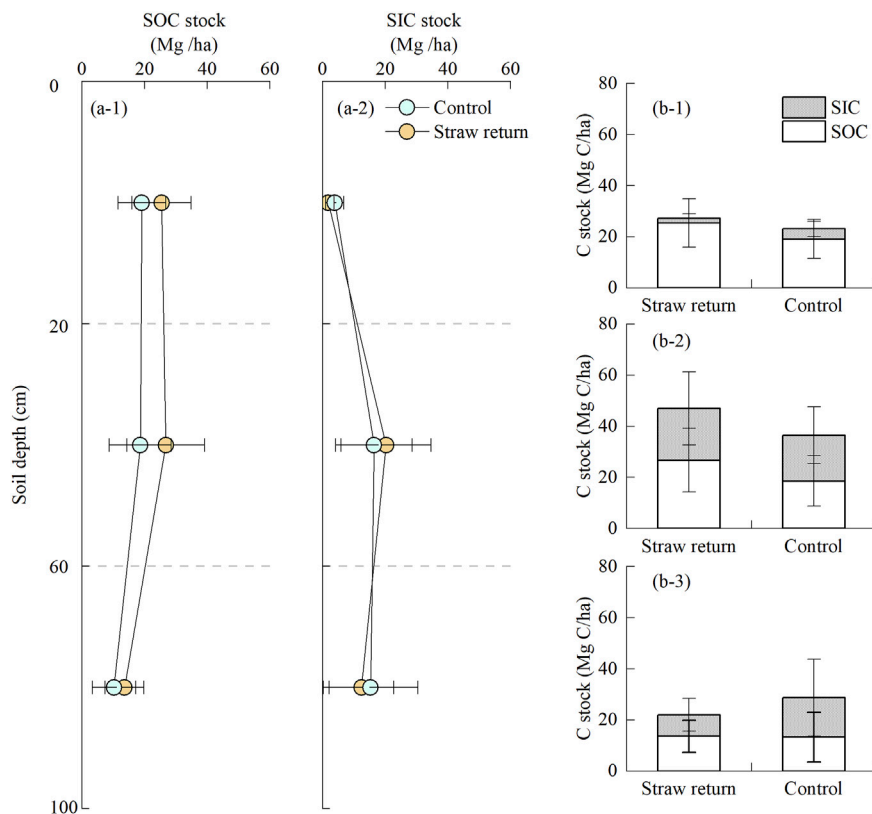 SOC stock
(Mg /ha)
0 20 40 60
SIC stock
(Mg /ha)
0 20 40 60
Soil depth (cm)
0
20
60
100
(a-1)
(a-2)
Control
Straw return
C stock (Mg C/ha)
80
60
40
20
0
(b-1)
SIC
SOC
Straw return Control
C stock (Mg C/ha)
80
60
40
20
0
(b-2)
Straw return Control
C stock (Mg C/ha)
80
60
40
20
0
(b-3)
Straw return Control